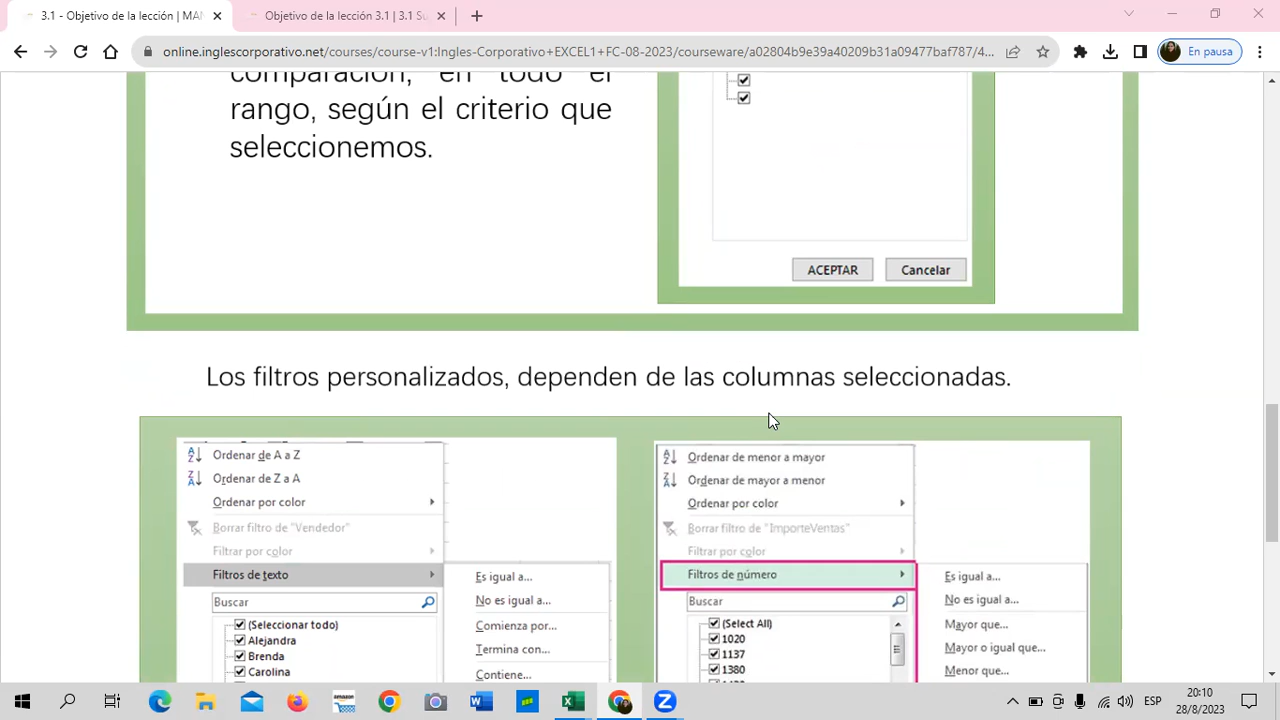 3.1 - Objetivo de la lección | MAN
Objetivo de la lección 3.1 | 3.1 Su
online.inglescorporativo.net/courses/course-v1:Ingles-Corporativo+EXCEL1+FC-08-2023/courseware/a02804b9e39a40209b31a09477baf787/4...
En pausa
comparación, en todo el
rango, según el criterio que
seleccionemos.
ACEPTAR
Cancelar
Los filtros personalizados, dependen de las columnas seleccionadas.
Ordenar de A a Z
Ordenar de Z a A
Ordenar por color
Borrar filtro de "Vendedor"
Filtrar por color
Filtros de texto
Buscar
(Seleccionar todo)
Alejandra
Brenda
Carolina
Es igual a...
No es igual a...
Comienza por...
Termina con...
Contiene...
Ordenar de menor a mayor
Ordenar de mayor a menor
Ordenar por color
Borrar filtro de "ImporteVentas"
Filtrar por color
Filtros de número
Buscar
(Select All)
1020
1137
1380
Es igual a...
No es igual a...
Mayor que...
Mayor o igual que...
Menor que...
amazon
ESP
20:10
28/8/2023